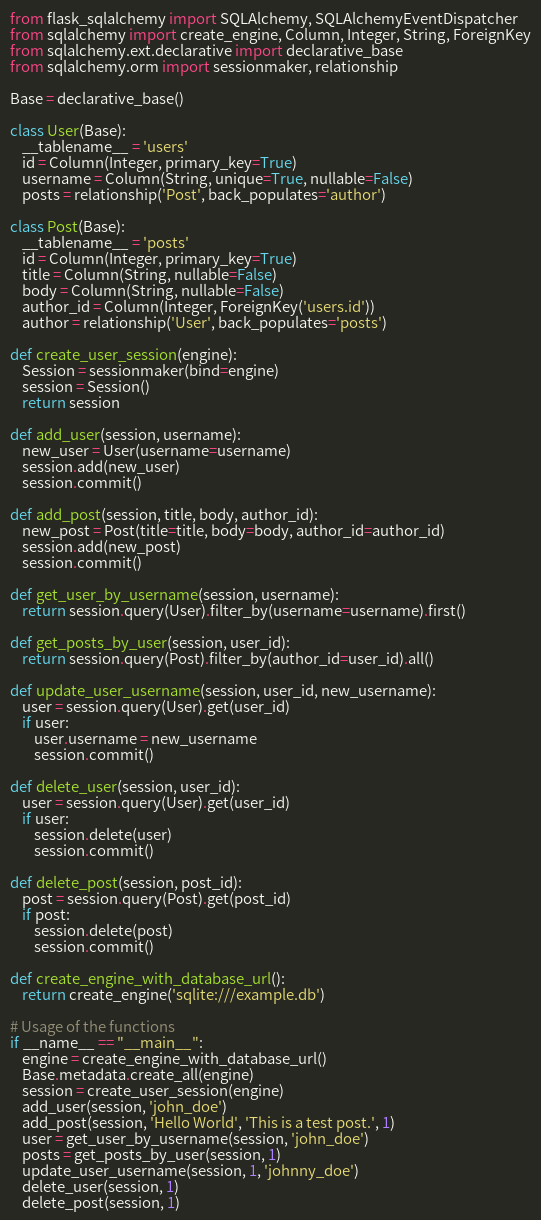 from flask_sqlalchemy import SQLAlchemy, SQLAlchemyEventDispatcher
from sqlalchemy import create_engine, Column, Integer, String, ForeignKey
from sqlalchemy.ext.declarative import declarative_base
from sqlalchemy.orm import sessionmaker, relationship

Base = declarative_base()

class User(Base):
    __tablename__ = 'users'
    id = Column(Integer, primary_key=True)
    username = Column(String, unique=True, nullable=False)
    posts = relationship('Post', back_populates='author')

class Post(Base):
    __tablename__ = 'posts'
    id = Column(Integer, primary_key=True)
    title = Column(String, nullable=False)
    body = Column(String, nullable=False)
    author_id = Column(Integer, ForeignKey('users.id'))
    author = relationship('User', back_populates='posts')

def create_user_session(engine):
    Session = sessionmaker(bind=engine)
    session = Session()
    return session

def add_user(session, username):
    new_user = User(username=username)
    session.add(new_user)
    session.commit()

def add_post(session, title, body, author_id):
    new_post = Post(title=title, body=body, author_id=author_id)
    session.add(new_post)
    session.commit()

def get_user_by_username(session, username):
    return session.query(User).filter_by(username=username).first()

def get_posts_by_user(session, user_id):
    return session.query(Post).filter_by(author_id=user_id).all()

def update_user_username(session, user_id, new_username):
    user = session.query(User).get(user_id)
    if user:
        user.username = new_username
        session.commit()

def delete_user(session, user_id):
    user = session.query(User).get(user_id)
    if user:
        session.delete(user)
        session.commit()

def delete_post(session, post_id):
    post = session.query(Post).get(post_id)
    if post:
        session.delete(post)
        session.commit()

def create_engine_with_database_url():
    return create_engine('sqlite:///example.db')

# Usage of the functions
if __name__ == "__main__":
    engine = create_engine_with_database_url()
    Base.metadata.create_all(engine)
    session = create_user_session(engine)
    add_user(session, 'john_doe')
    add_post(session, 'Hello World', 'This is a test post.', 1)
    user = get_user_by_username(session, 'john_doe')
    posts = get_posts_by_user(session, 1)
    update_user_username(session, 1, 'johnny_doe')
    delete_user(session, 1)
    delete_post(session, 1)